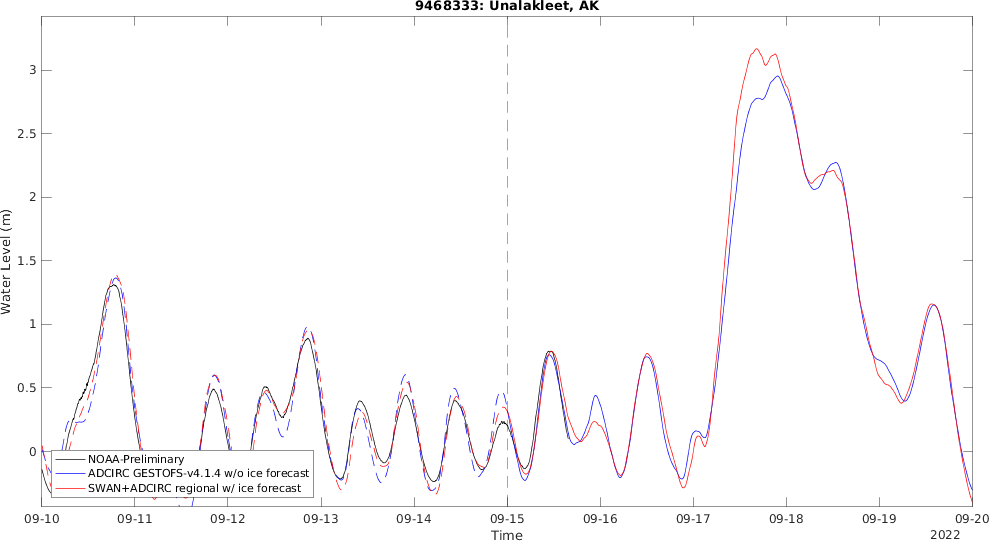 9468333: Unalakleet, AK
3
2.5
2
1.5
1
0.5
0
Water Level (m)
NOAA-Preliminary
ADCIRC GESTOFS-v4.1.4 w/o ice forecast
SWAN+ADCIRC regional w/ ice forecast
09-10 09-11 09-12 09-13 09-14 09-15 09-16 09-17 09-18 09-19 09-20
Time
2022